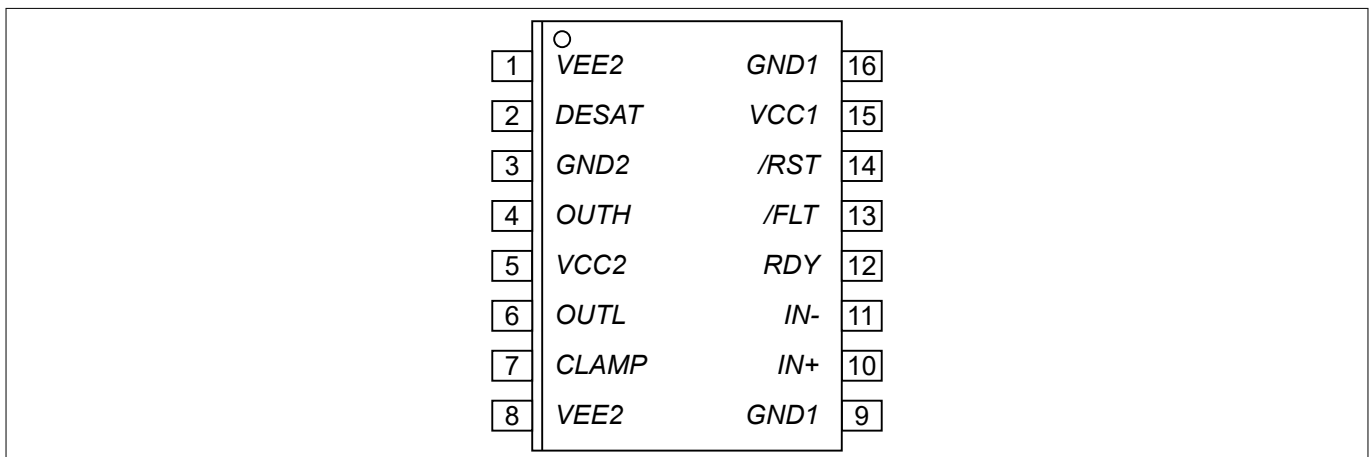 1 VEE2 GND1 16
2 DESAT VCC1 15
3 GND2 /RST 14
4 OUTH /FLT 13
5 VCC2 RDY 12
6 OUTL IN- 11
7 CLAMP IN+ 10
8 VEE2 GND1 9